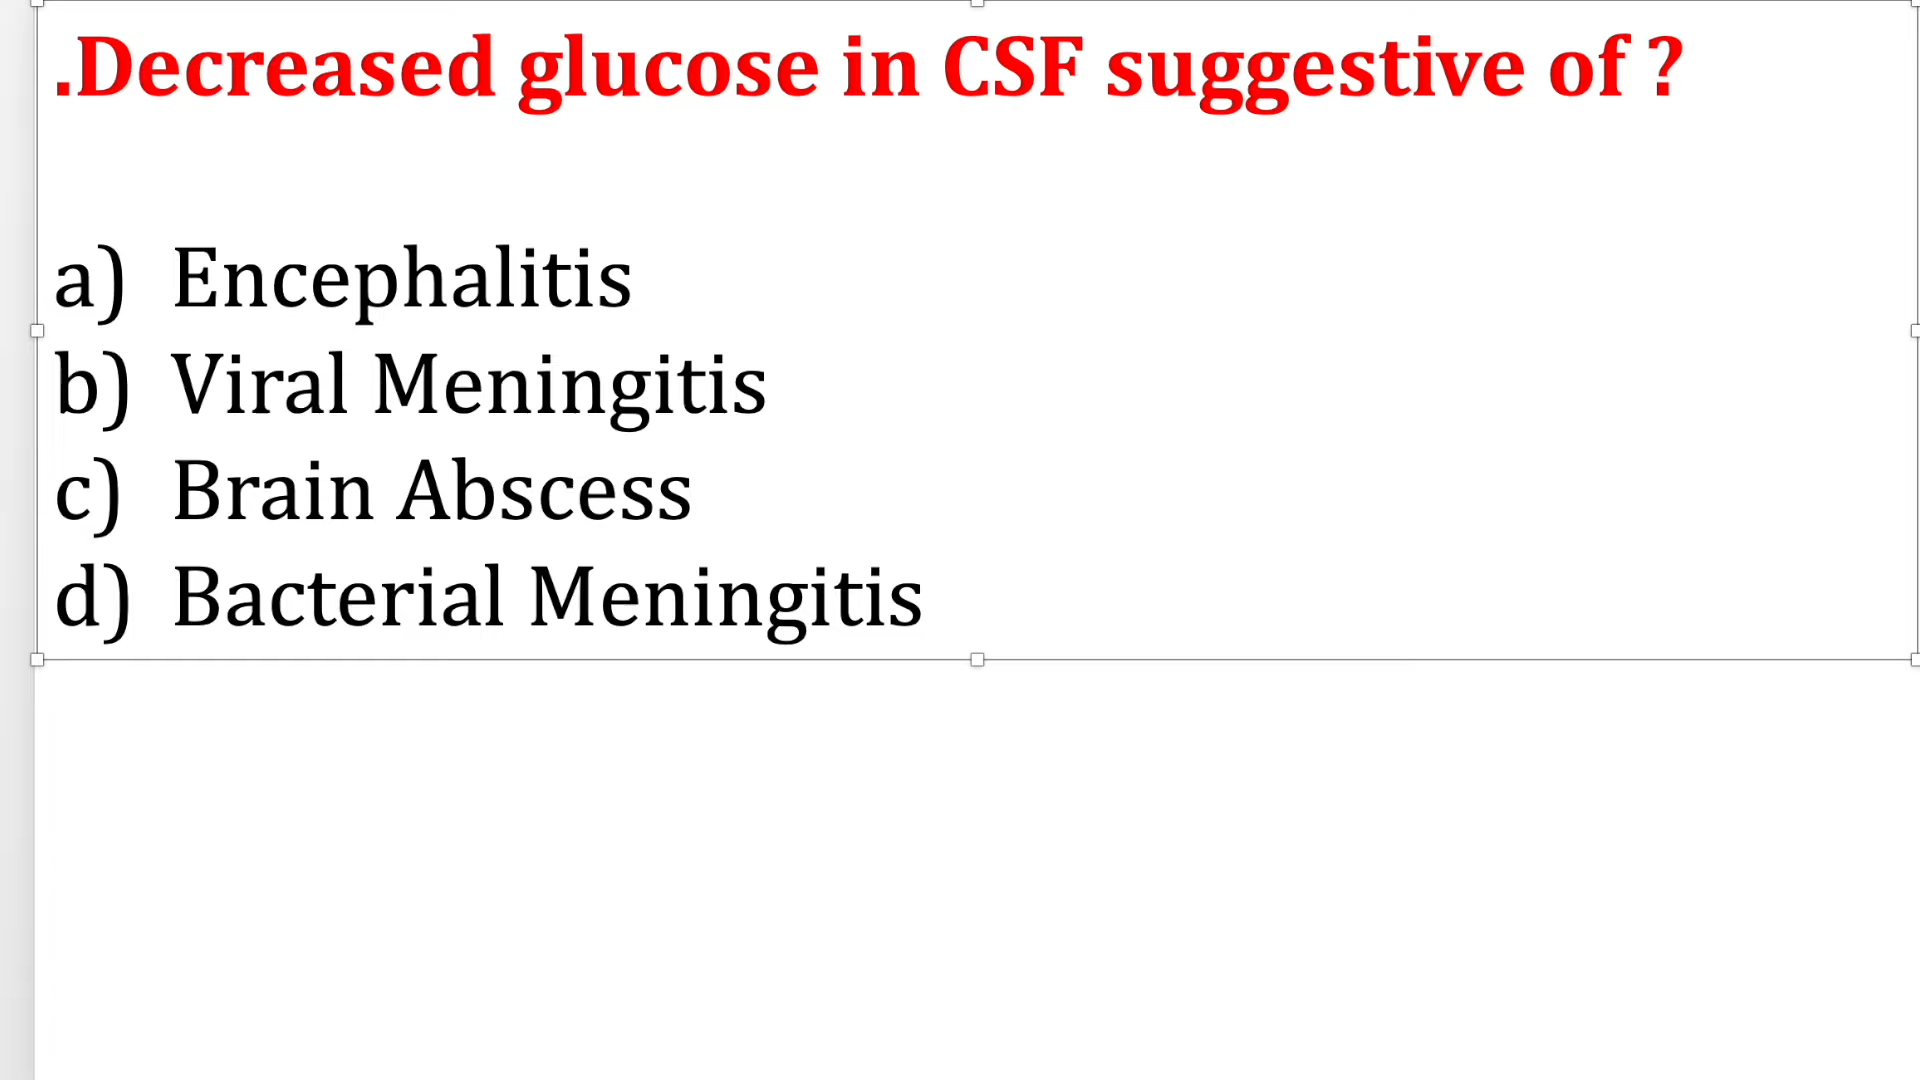 .Decreased glucose in CSF suggestive of ?
a) Encephalitis
b) Viral Meningitis
c) Brain Abscess
d) Bacterial Meningitis